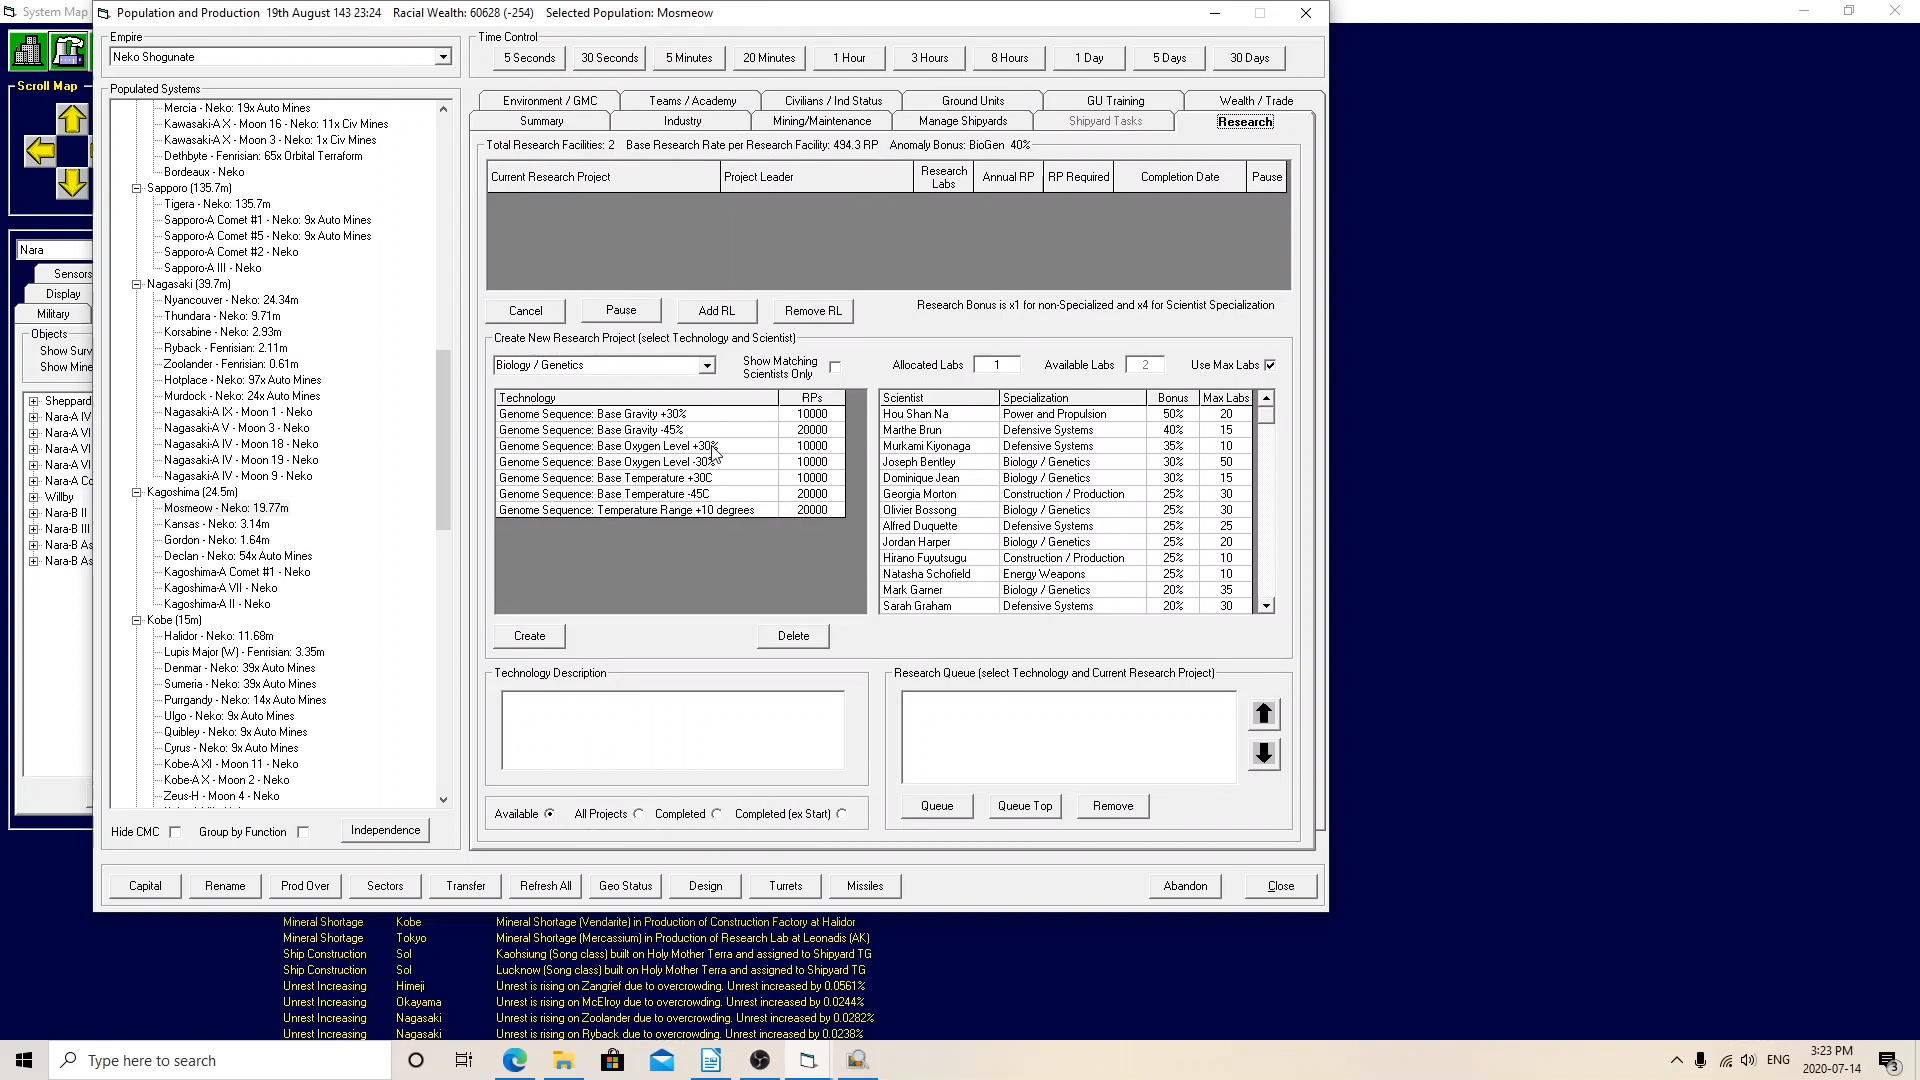 System Map
Population and Production   19th August 143 23:24   Racial Wealth: 60628 (-254)   Selected Population: Mosmeow
Empire
Neko Shogunate
Time Control
5 Seconds 30 Seconds 5 Minutes 20 Minutes 1 Hour 3 Hours 8 Hours 1 Day 5 Days 30 Days
Scroll Map
Populated Systems
Mercia - Neko: 19x Auto Mines
Kawasaki-A X - Moon 16 - Neko: 11x Civ Mines
Kawasaki-A X - Moon 3 - Neko: 1x Civ Mines
Dethbyte - Fenrisian: 65x Orbital Terraform
Bordeaux - Neko
Sapporo (135.7m)
Tigera - Neko: 135.7m
Sapporo-A Comet #1 - Neko: 9x Auto Mines
Sapporo-A Comet #5 - Neko: 9x Auto Mines
Sapporo-A Comet #2 - Neko
Sapporo-A III - Neko
Nagasaki (39.7m)
Nyancouver - Neko: 24.34m
Thundara - Neko: 9.71m
Korsabine - Neko: 2.93m
Ryback - Fenrisian: 2.11m
Zoolander - Fenrisian: 0.61m
Hotplace - Neko: 97x Auto Mines
Murdock - Neko: 24x Auto Mines
Nagasaki-A IX - Moon 1 - Neko
Nagasaki-A V - Moon 3 - Neko
Nagasaki-A IV - Moon 18 - Neko
Nagasaki-A IV - Moon 19 - Neko
Nagasaki-A IV - Moon 9 - Neko
Kagoshima (24.5m)
Mosmeow - Neko: 19.77m
Kansas - Neko: 3.14m
Gordon - Neko: 1.64m
Declan - Neko: 54x Auto Mines
Kagoshima-A Comet #1 - Neko
Kagoshima-A VII - Neko
Kagoshima-A II - Neko
Kobe (15m)
Halidor - Neko: 11.68m
Lupis Major (W) - Fenrisian: 3.35m
Denmar - Neko: 39x Auto Mines
Sumeria - Neko: 39x Auto Mines
Purrgandy - Neko: 14x Auto Mines
Ulgo - Neko: 9x Auto Mines
Quibley - Neko: 9x Auto Mines
Cyrus - Neko: 9x Auto Mines
Kobe-A XI - Moon 11 - Neko
Kobe-A X - Moon 2 - Neko
Zeus-H - Moon 4 - Neko
Hide CMC Group by Function Independence
Nara
Sensors
Display
Military
Objects
Show Surv
Show Mine
Sheppard
Nara-A IV
Nara-A VI
Nara-A VI
Nara-A VI
Nara-A Co
Willby
Nara-B II
Nara-B III
Nara-B As
Nara-B As
Environment / GMC Teams / Academy Civilians / Ind Status Ground Units GU Training Wealth / Trade
Summary Industry Mining/Maintenance Manage Shipyards Shipyard Tasks Research
Total Research Facilities: 2   Base Research Rate per Research Facility: 494.3 RP   Anomaly Bonus: BioGen 40%
Current Research Project Project Leader Research Labs Annual RP RP Required Completion Date Pause
Cancel Pause Add RL Remove RL Research Bonus is x1 for non-Specialized and x4 for Scientist Specialization
Create New Research Project (select Technology and Scientist)
Biology / Genetics Show Matching Scientists Only Allocated Labs 1 Available Labs 2 Use Max Labs
Technology RPs
Genome Sequence: Base Gravity +30% 10000
Genome Sequence: Base Gravity -45% 20000
Genome Sequence: Base Oxygen Level +30% 10000
Genome Sequence: Base Oxygen Level -30% 10000
Genome Sequence: Base Temperature +30C 10000
Genome Sequence: Base Temperature -45C 20000
Genome Sequence: Temperature Range +10 degrees 20000
Scientist Specialization Bonus Max Labs
Hou Shan Na Power and Propulsion 50% 20
Marthe Brun Defensive Systems 40% 15
Murkami Kiyonaga Defensive Systems 35% 10
Joseph Bentley Biology / Genetics 30% 50
Dominique Jean Biology / Genetics 30% 15
Georgia Morton Construction / Production 25% 30
Olivier Bossong Biology / Genetics 25% 30
Alfred Duquette Defensive Systems 25% 25
Jordan Harper Biology / Genetics 25% 20
Hirano Fuyutsugu Construction / Production 25% 10
Natasha Schofield Energy Weapons 25% 10
Mark Garner Biology / Genetics 20% 35
Sarah Graham Defensive Systems 20% 30
Create Delete
Technology Description
Research Queue (select Technology and Current Research Project)
Available All Projects Completed Completed (ex Start)
Queue Queue Top Remove
Capital Rename Prod Over Sectors Transfer Refresh All Geo Status Design Turrets Missiles Abandon Close
Mineral Shortage Kobe Mineral Shortage (Vendarite) in Production of Construction Factory at Halidor
Mineral Shortage Tokyo Mineral Shortage (Mercassium) in Production of Research Lab at Leonadis (AK)
Ship Construction Sol Kaohsiung (Song class) built on Holy Mother Terra and assigned to Shipyard TG
Ship Construction Sol Lucknow (Song class) built on Holy Mother Terra and assigned to Shipyard TG
Unrest Increasing Himeji Unrest is rising on Zangrief due to overcrowding. Unrest increased by 0.0561%
Unrest Increasing Okayama Unrest is rising on McElroy due to overcrowding. Unrest increased by 0.0244%
Unrest Increasing Nagasaki Unrest is rising on Zoolander due to overcrowding. Unrest increased by 0.0282%
Unrest Increasing Nagasaki Unrest is rising on Ryback due to overcrowding. Unrest increased by 0.0238%
Type here to search
ENG
3:23 PM
2020-07-14
3